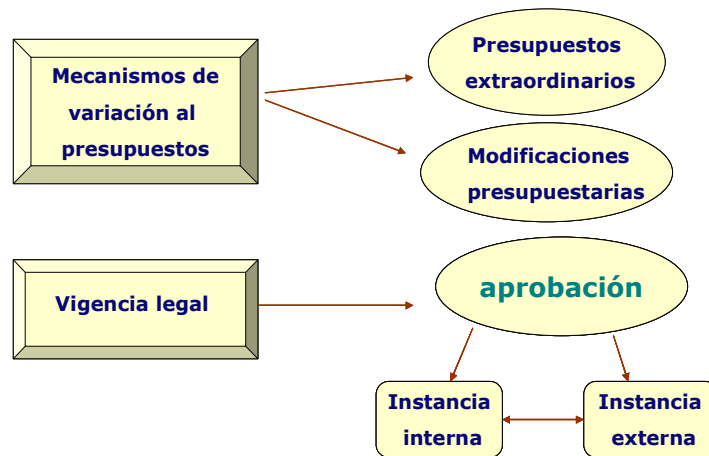 Mecanismos de
variación al
presupuestos
Presupuestos
extraordinarios
Modificaciones
presupuestarias
Vigencia legal
aprobación
Instancia
interna
Instancia
externa